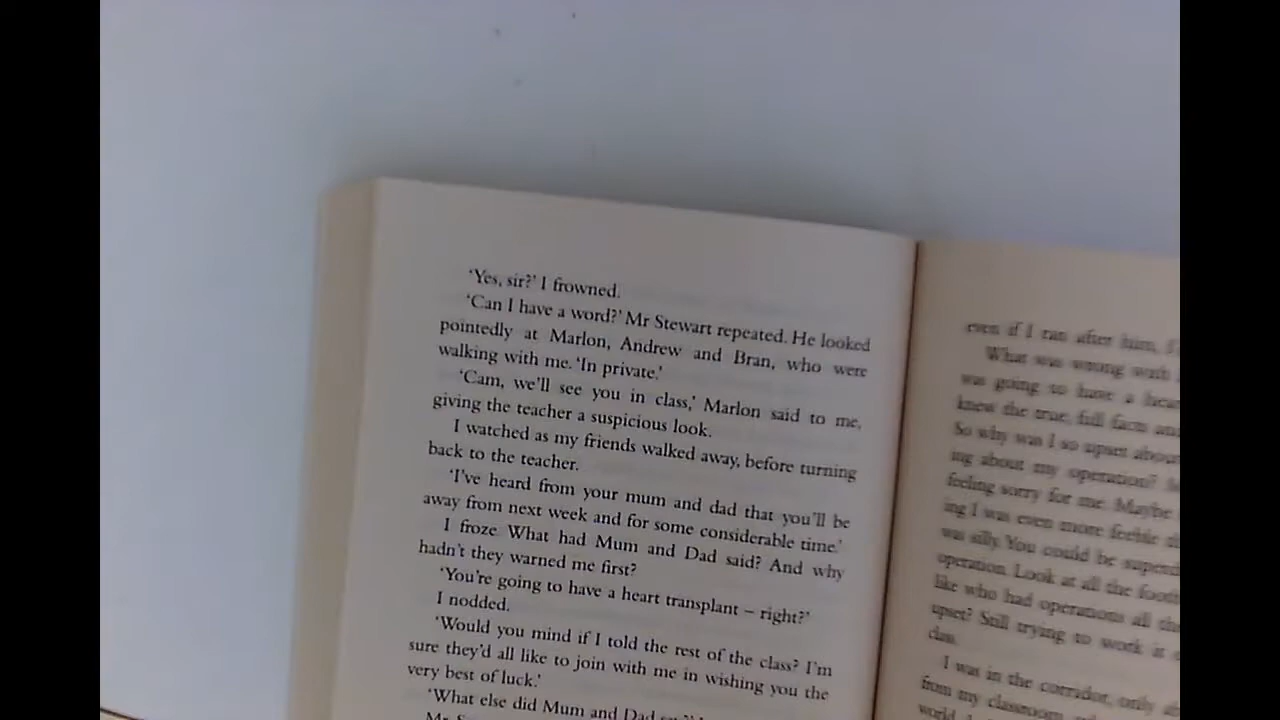 'Yes, sir?' I frowned.
'Can I have a word?' Mr Stewart repeated. He looked
pointedly at Marlon, Andrew and Bran, who were
walking with me. 'In private.'
'Cam, we'll see you in class,' Marlon said to me,
giving the teacher a suspicious look.
I watched as my friends walked away, before turning
back to the teacher.
'I've heard from your mum and dad that you'll be
away from next week and for some considerable time.'
I froze. What had Mum and Dad said? And why
hadn't they warned me first?
'You're going to have a heart transplant – right?'
I nodded.
'Would you mind if I told the rest of the class? I'm
sure they'd all like to join with me in wishing you the
very best of luck.'
'What else did Mum and Dad
even if I ran after him,
What was wrong with
was going to have a
knew the true, full facts
So why was I so upset
ing about my operation?
feeling sorry for me. Maybe
ing I was even more feeble
was silly. You could be
operation. Look at all the
like who had operations all
upset? Still trying to work it
class.
I was in the corridor, only
from my classroom,
world